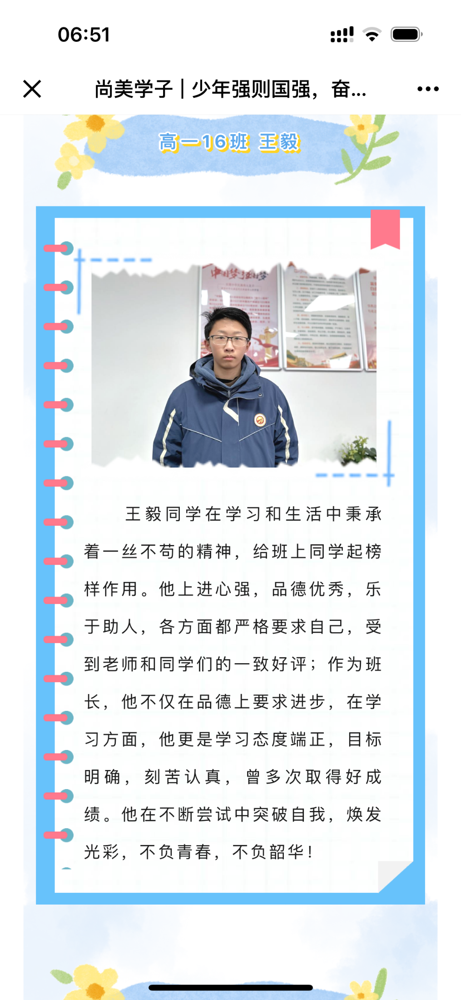 06:51
尚美学子 | 少年强则国强，奋...
高一16班 王毅
王毅同学在学习和生活中秉承
着一丝不苟的精神，给班上同学起榜
样作用。他上进心强，品德优秀，乐
于助人，各方面都严格要求自己，受
到老师和同学们的一致好评；作为班
长，他不仅在品德上要求进步，在学
习方面，他更是学习态度端正，目标
明确，刻苦认真，曾多次取得好成
绩。他在不断尝试中突破自我，焕发
光彩，不负青春，不负韶华！